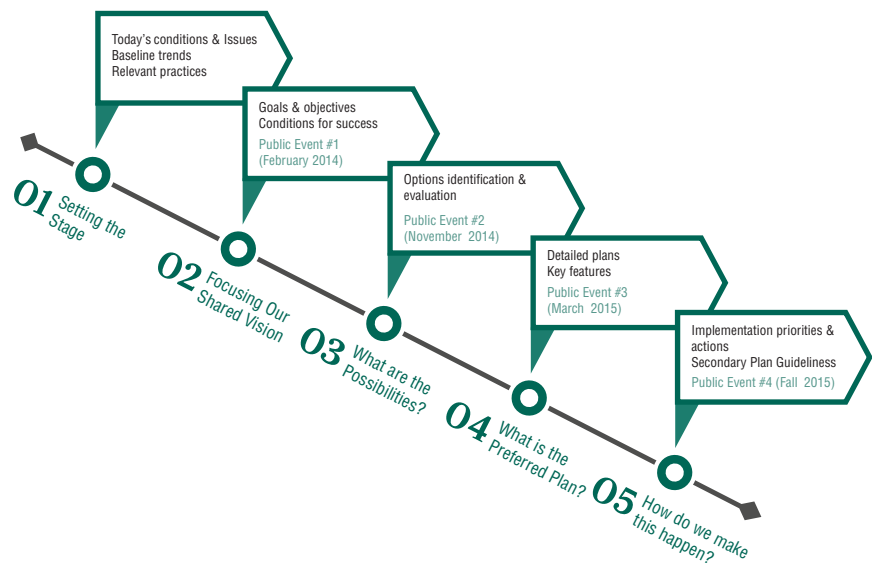 Today's conditions & Issues
Baseline trends
Relevant practices
01 Setting the
Stage
Goals & objectives
Conditions for success
Public Event #1
(February 2014)
02 Focusing Our
Shared Vision
Options identification &
evaluation
Public Event #2
(November 2014)
03 What are the
Possibilities?
Detailed plans
Key features
Public Event #3
(March 2015)
04 What is the
Preferred Plan?
Implementation priorities &
actions
Secondary Plan Guideliness
Public Event #4 (Fall 2015)
05 How do we make
this happen?